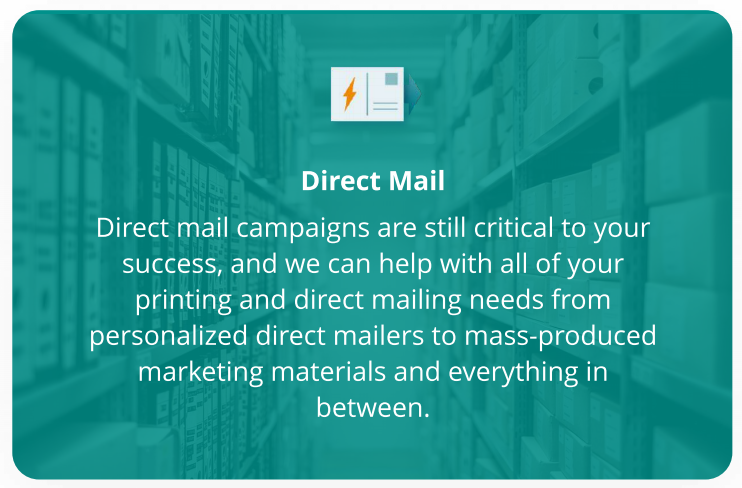 Direct Mail
Direct mail campaigns are still critical to your
success, and we can help with all of your
printing and direct mailing needs from
personalized direct mailers to mass-produced
marketing materials and everything in
between.